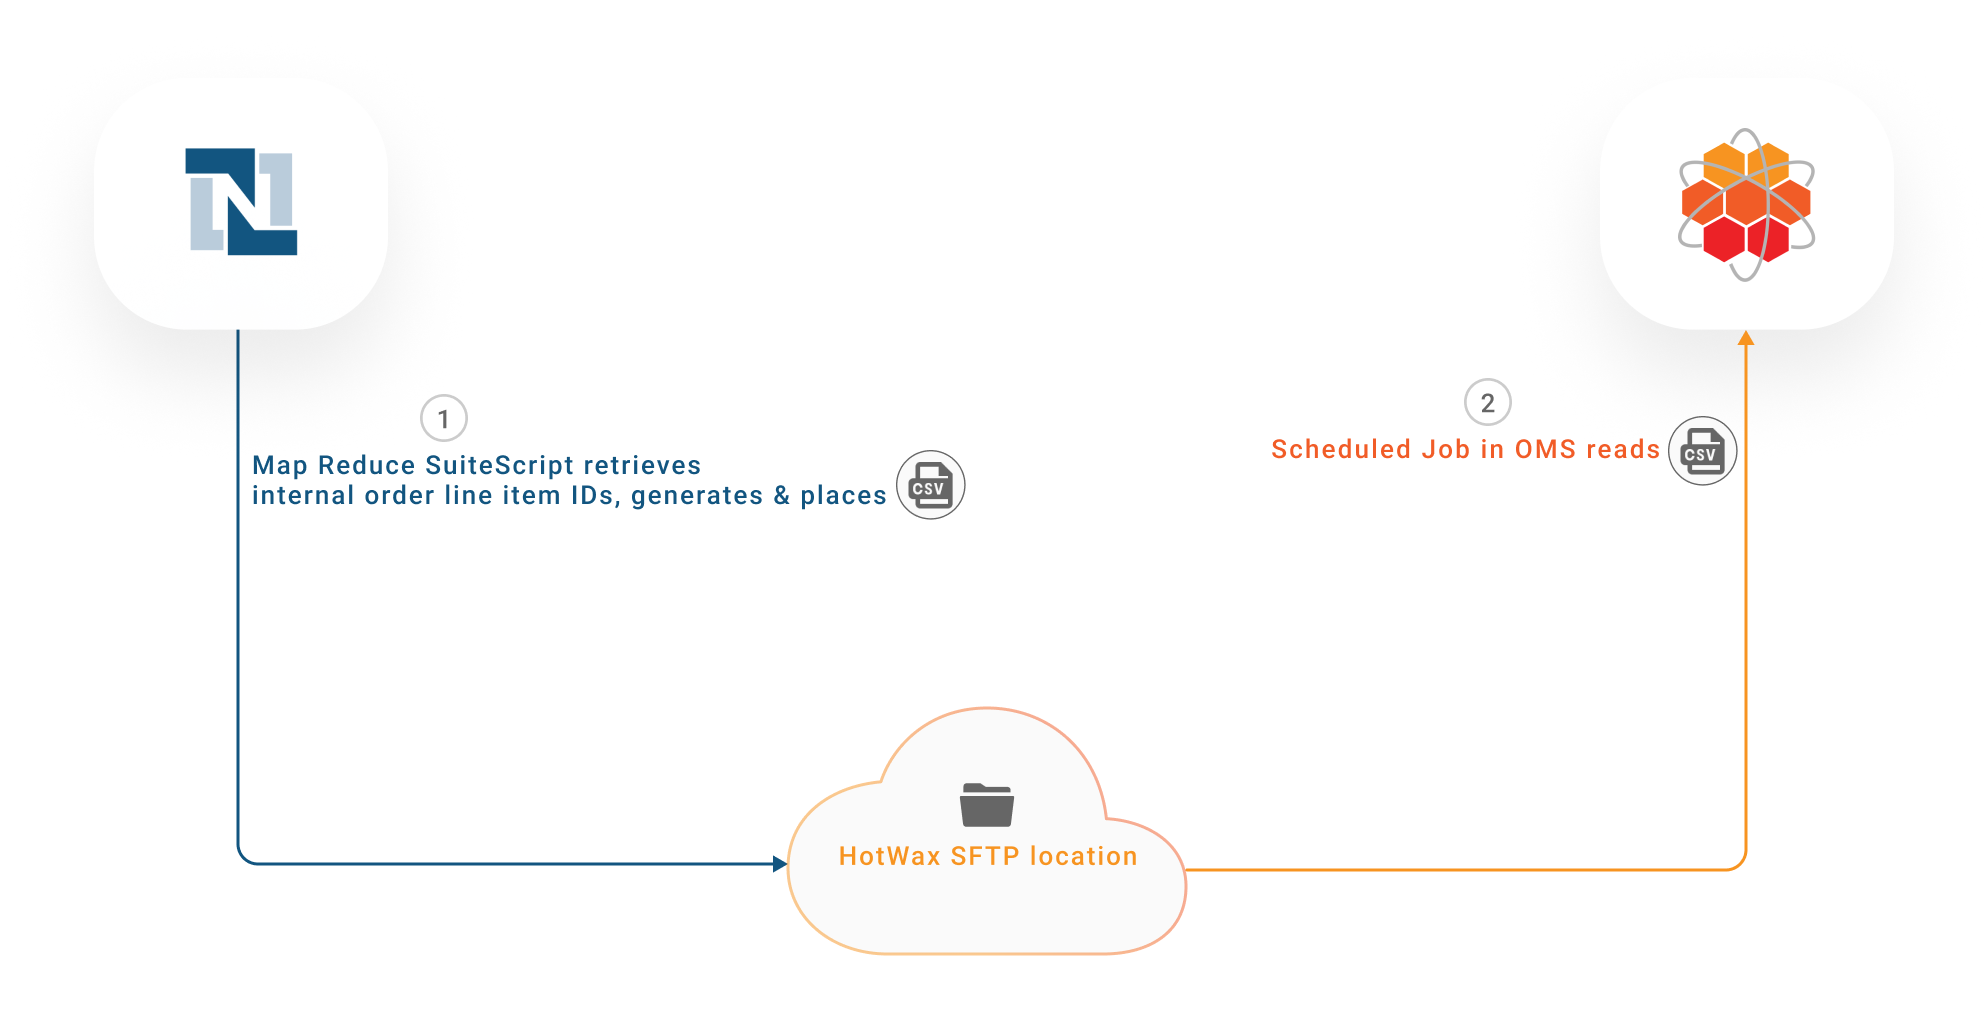 N
1
Map Reduce SuiteScript retrieves
internal order line item IDs, generates & places
CSV
2
Scheduled Job in OMS reads
CSV
HotWax SFTP location